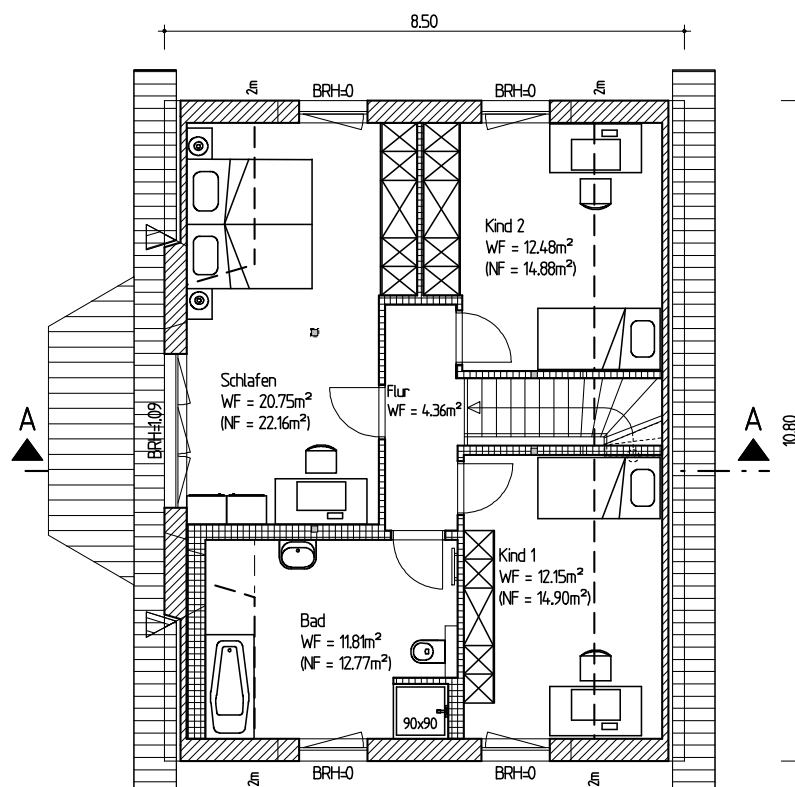 8.50
2m
BRH=0
BRH=0
2m
Kind 2
WF = 12.48m²
(NF = 14.88m²)
Schlafen
WF = 20.75m²
(NF = 22.16m²)
Flur
WF = 4.36m²
BRH=1.09
A
A
10.80
Kind 1
WF = 12.15m²
(NF = 14.90m²)
Bad
WF = 11.81m²
(NF = 12.77m²)
90x90
2m
BRH=0
BRH=0
2m